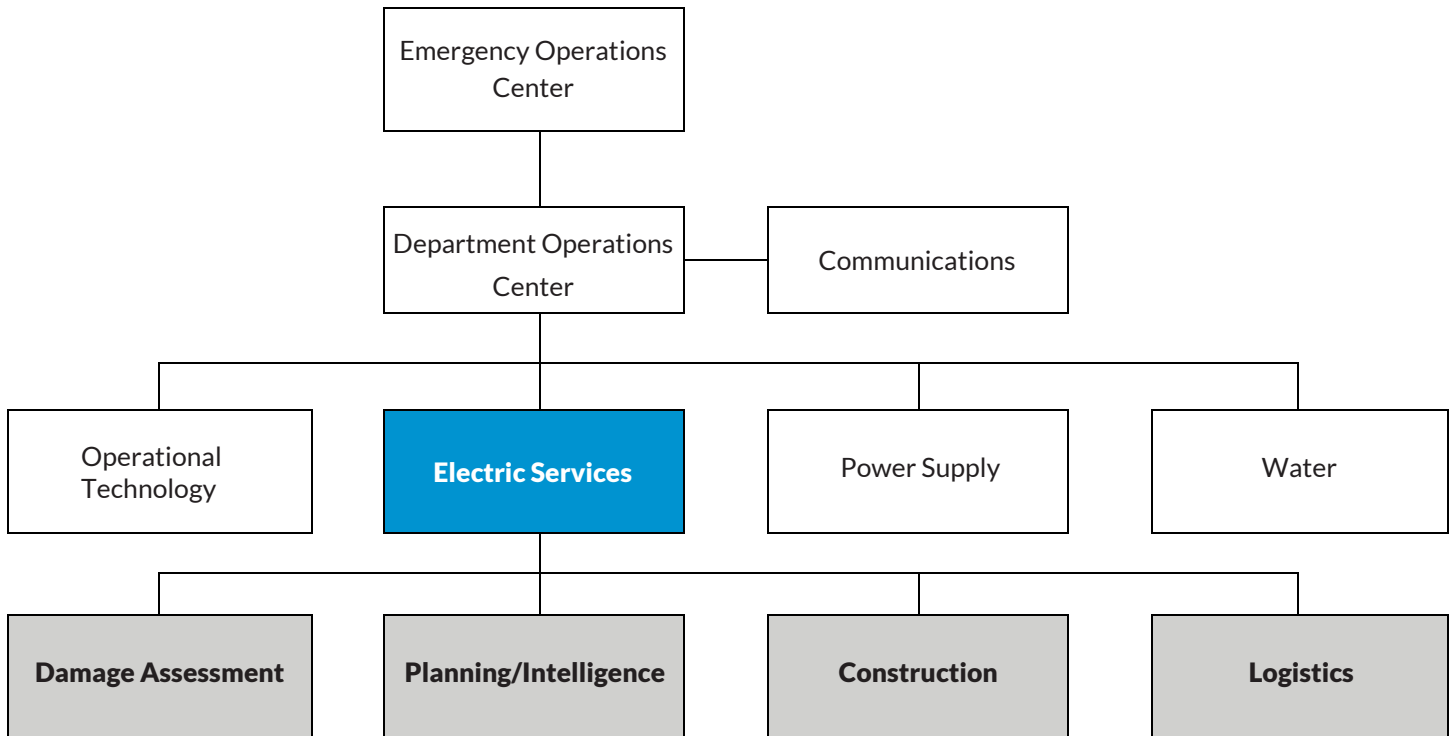 Emergency Operations
Center
Department Operations
Center
Communications
Operational
Technology
Electric Services
Power Supply
Water
Damage Assessment
Planning/Intelligence
Construction
Logistics